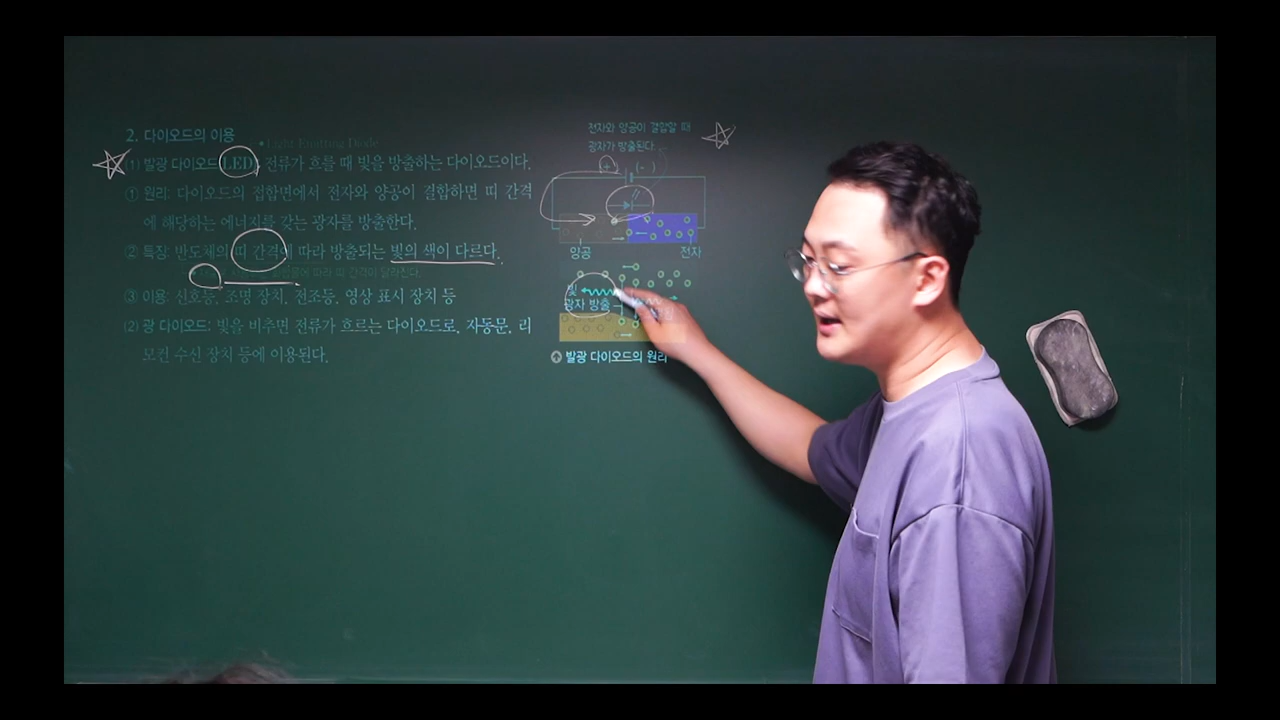 2. 다이오드의 이용
• Light Emitting Diode
(1) 발광 다이오드(LED): 전류가 흐를 때 빛을 방출하는 다이오드이다.
① 원리: 다이오드의 접합면에서 전자와 양공이 결합하면 띠 간격
에 해당하는 에너지를 갖는 광자를 방출한다.
② 특징: 반도체의 띠 간격에 따라 방출되는 빛의 색이 다르다.
에 따라 띠 간격이 달라진다.
③ 이용: 신호등, 조명 장치, 전조등, 영상 표시 장치 등
(2) 광 다이오드: 빛을 비추면 전류가 흐르는 다이오드로, 자동문, 리
모컨 수신 장치 등에 이용된다.
전자와 양공이 결합할 때
광자가 방출된다.
(+) (-)
양공 전자
빛
광자 방출
발광 다이오드의 원리